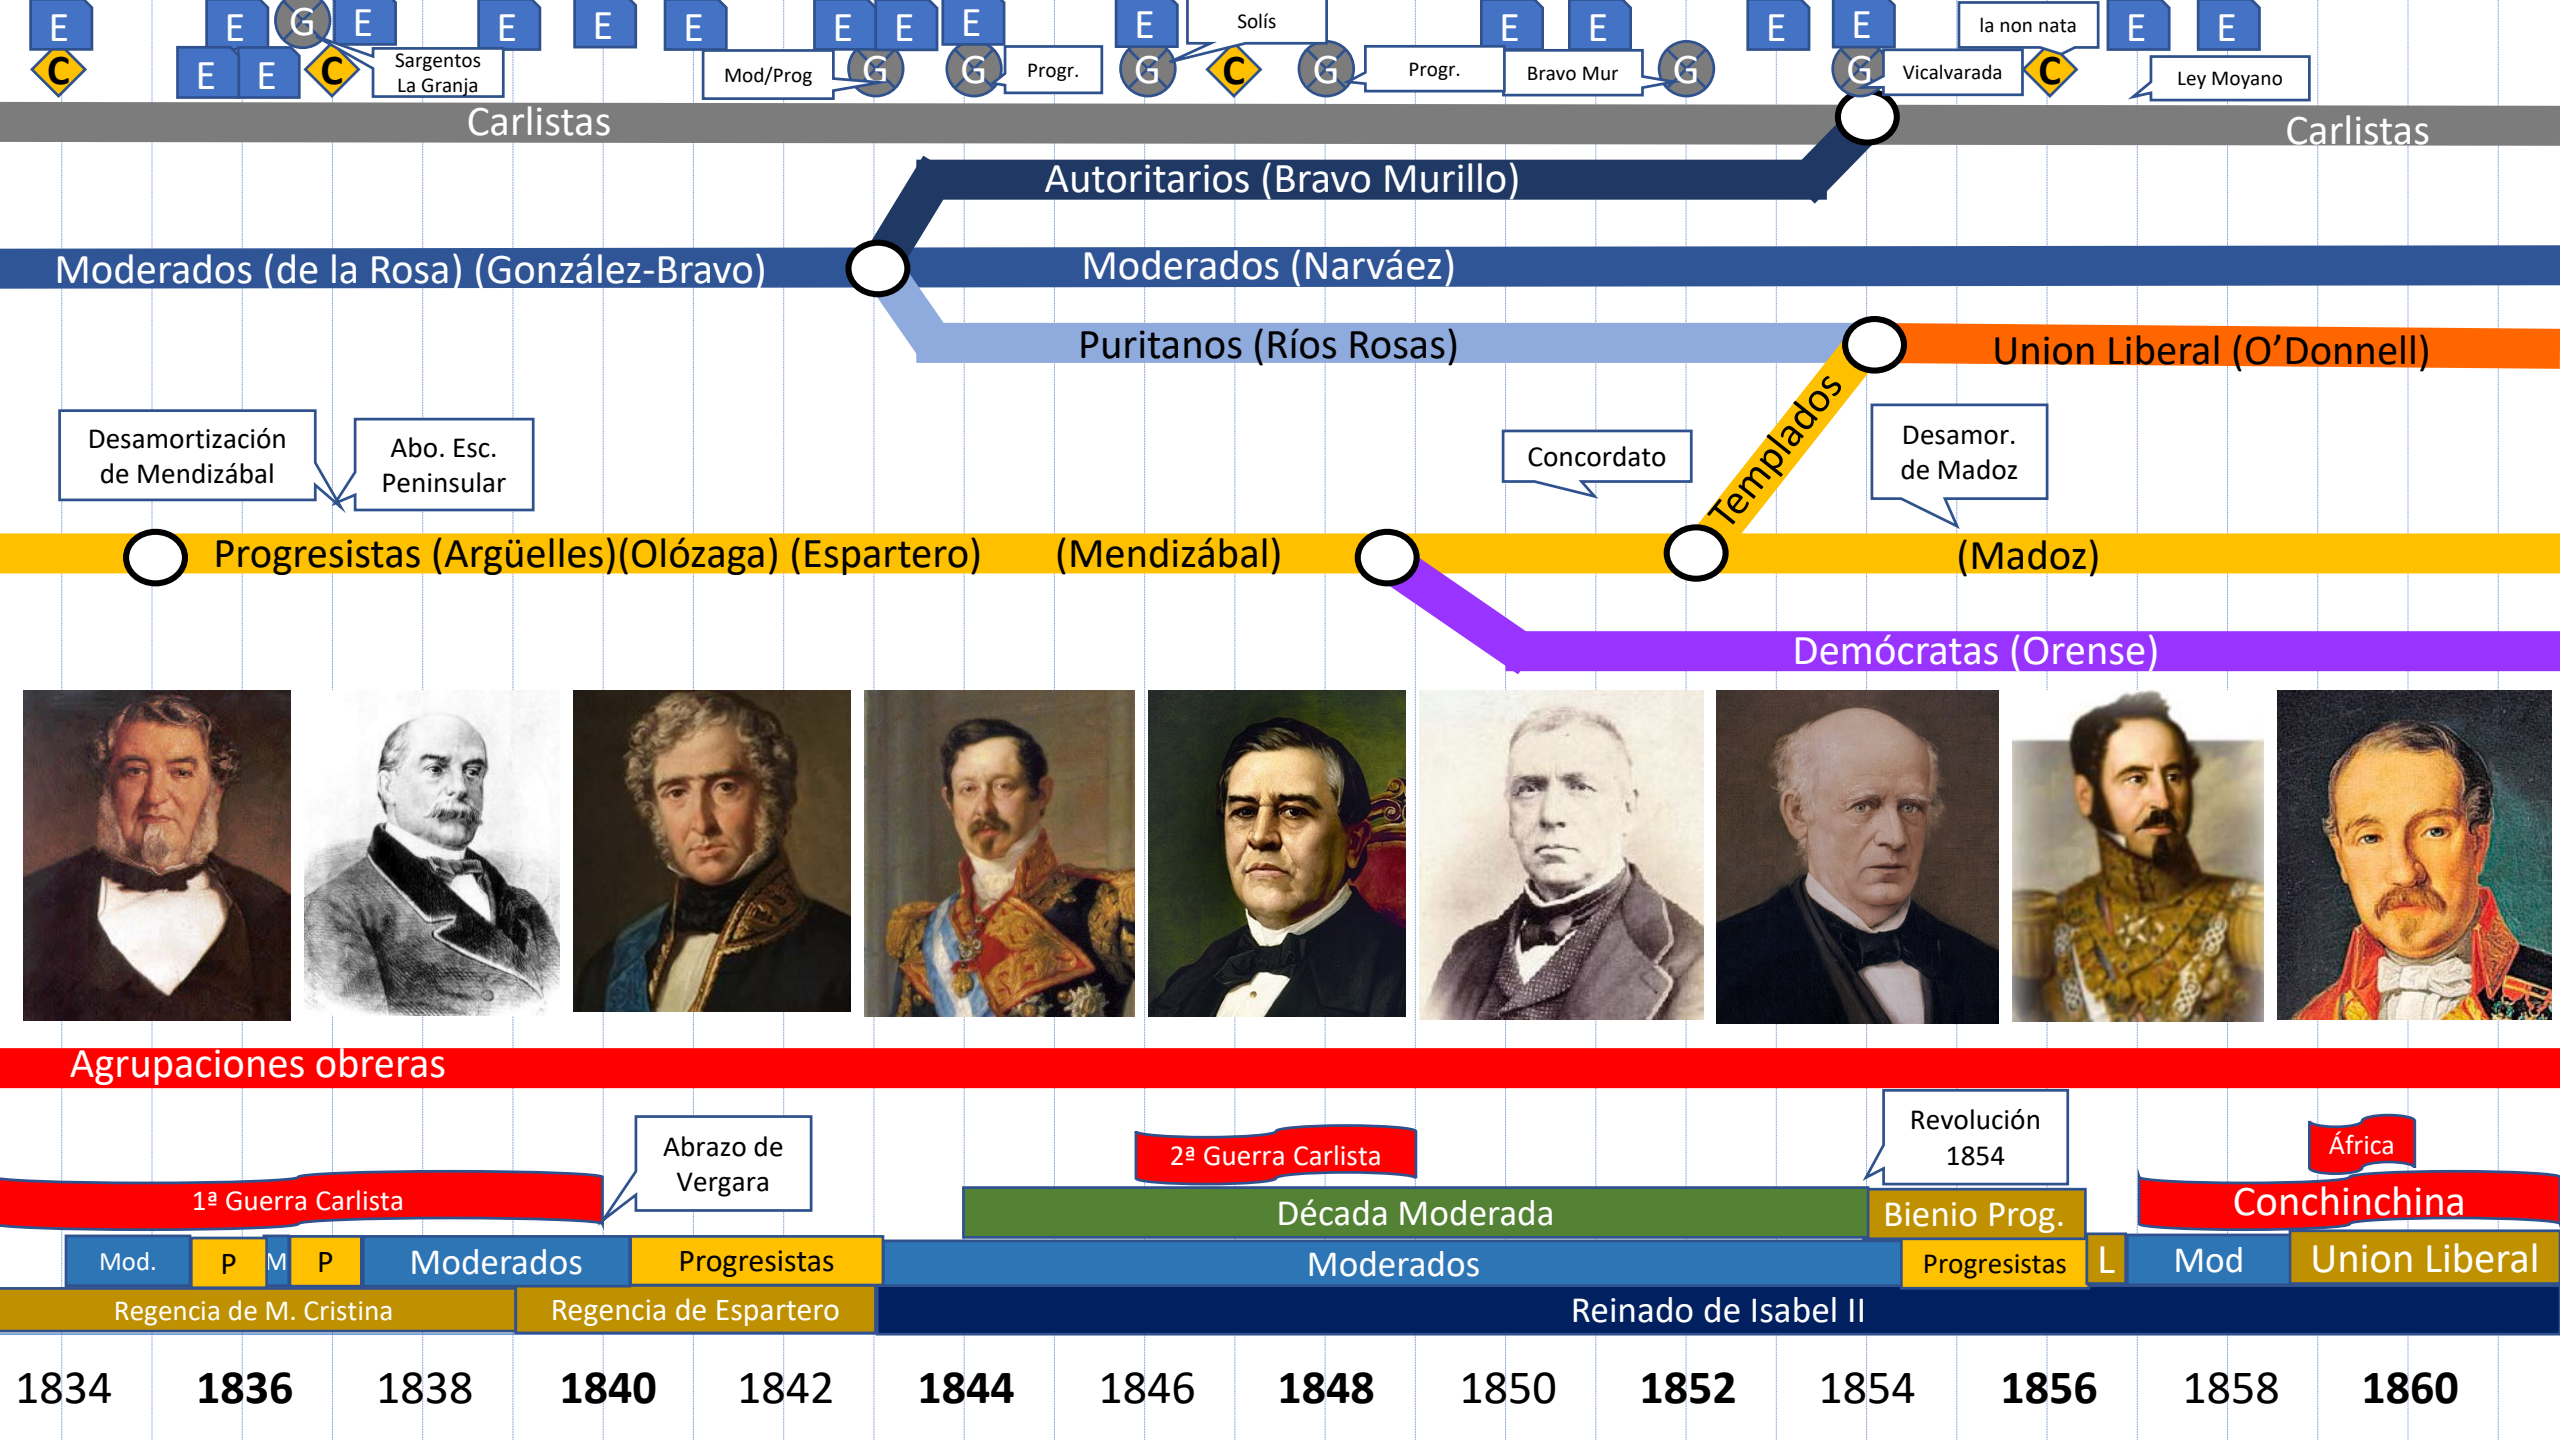 E
E
G
E
E
E
E
E
E
E
E
Solís
E
E
E
E
la non nata
E
E
C
E
E
C
Sargentos
La Granja
Mod/Prog
G
G
Progr.
G
C
G
Progr.
Bravo Mur
G
G
Vicalvarada
C
Ley Moyano
Carlistas
Carlistas
Autoritarios (Bravo Murillo)
Moderados (de la Rosa) (González-Bravo)
Moderados (Narváez)
Puritanos (Ríos Rosas)
Union Liberal (O’Donnell)
Templados
Desamortización
de Mendizábal
Abo. Esc.
Peninsular
Concordato
Desamor.
de Madoz
Progresistas (Argüelles)(Olózaga) (Espartero)
(Mendizábal)
(Madoz)
Demócratas (Orense)
Agrupaciones obreras
Abrazo de
Vergara
2ª Guerra Carlista
Revolución
1854
África
1ª Guerra Carlista
Década Moderada
Bienio Prog.
Conchinchina
Mod.
P
M
P
Moderados
Progresistas
Moderados
Progresistas
L
Mod
Union Liberal
Regencia de M. Cristina
Regencia de Espartero
Reinado de Isabel II
1834
1836
1838
1840
1842
1844
1846
1848
1850
1852
1854
1856
1858
1860